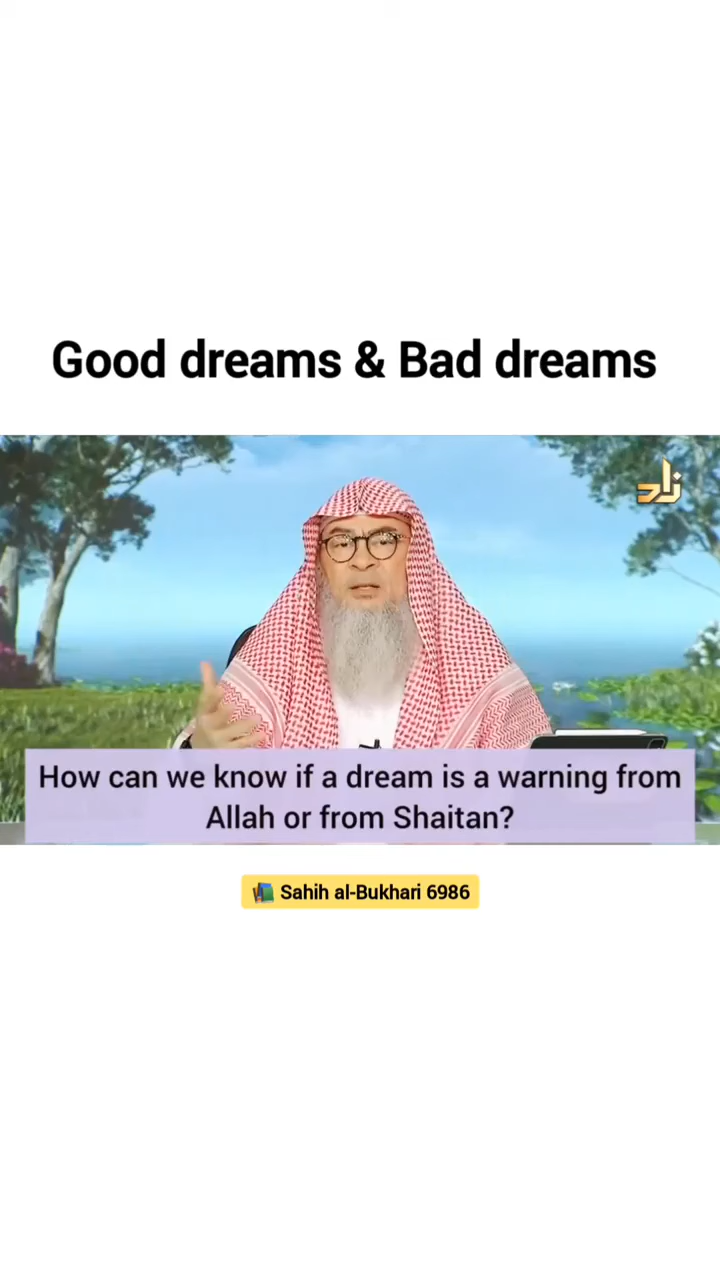 Good dreams & Bad dreams
زاد
How can we know if a dream is a warning from
Allah or from Shaitan?
Sahih al-Bukhari 6986